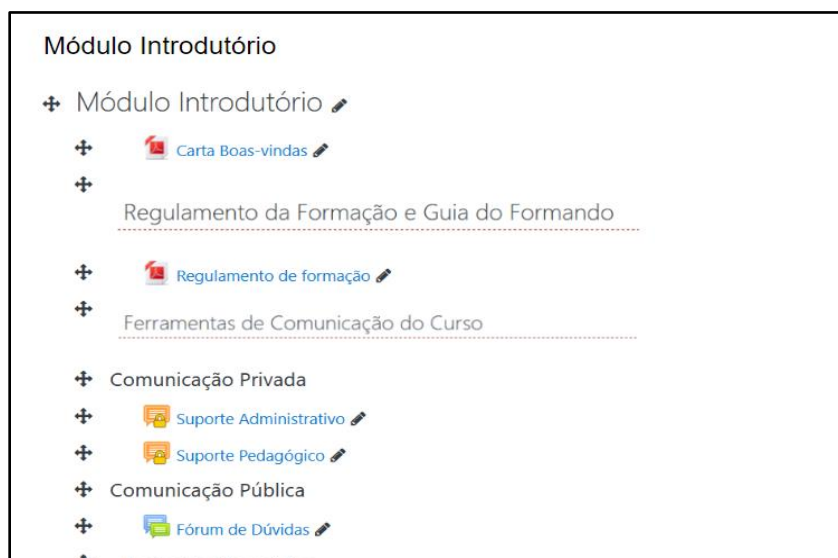 Módulo Introdutório
Módulo Introdutório
Carta Boas-vindas
Regulamento da Formação e Guia do Formando
Regulamento de formação
Ferramentas de Comunicação do Curso
Comunicação Privada
Suporte Administrativo
Suporte Pedagógico
Comunicação Pública
Fórum de Dúvidas